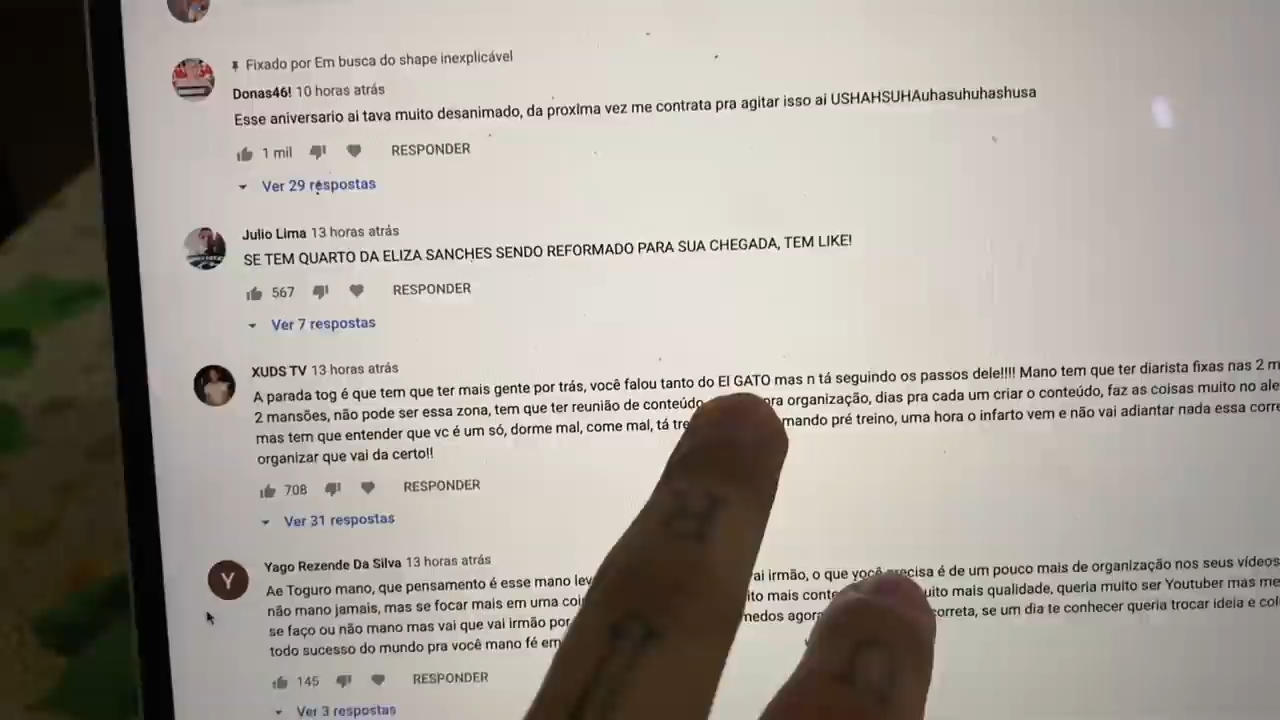 Fixado por Em busca do shape inexplicável
Donas46! 10 horas atrás
Esse aniversario ai tava muito desanimado, da proxIma vez me contrata pra agitar isso ai USHAHSUHAuhasuhuhashusa
1 mil RESPONDER
Ver 29 respostas
Julio Lima 13 horas atrás
SE TEM QUARTO DA ELIZA SANCHES SENDO REFORMADO PARA SUA CHEGADA, TEM LIKE!
567 RESPONDER
Ver 7 respostas
XUDS TV 13 horas atrás
A parada tog é que tem que ter mais gente por trás, você falou tanto do El GATO mas n tá seguindo os passos dele!!!! Mano tem que ter diarista fixas nas 2
2 mansões, não pode ser essa zona, tem que ter reunião de conteúdo pra organização, dias pra cada um criar o conteúdo, faz as coisas muito no
mas tem que entender que vc é um só, dorme mal, come mal, tá pré treino, uma hora o infarto vem e não vai adiantar nada essa
organizar que vai da certo!!
708 RESPONDER
Ver 31 respostas
Y
Yago Rezende Da Silva 13 horas atrás
Ae Toguro mano, que pensamento é esse mano irmão, o que você precisa é de um pouco mais de organização nos seus vídeos
não mano jamais, mas se focar mais em uma mais qualidade, queria muito ser Youtuber mas
se faço ou não mano mas vai que vai irmão por se um dia te conhecer queria trocar ideia e
todo sucesso do mundo pra você mano fé em
145 RESPONDER
Ver 3 respostas